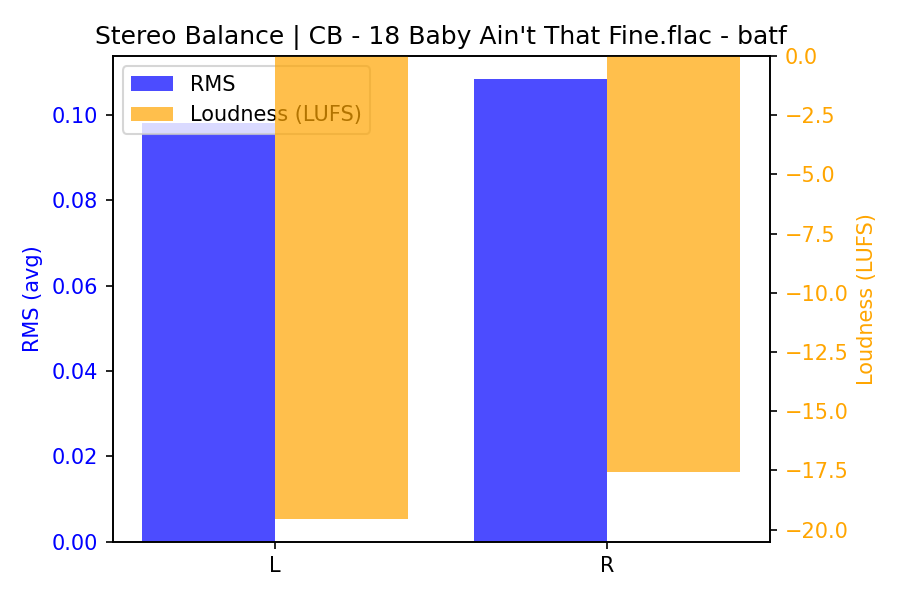 Stereo Balance | CB - 18 Baby Ain't That Fine.flac - batf
RMS
Loudness (LUFS)
RMS (avg)
0.10
0.08
0.06
0.04
0.02
0.00
L
R
0.0
−2.5
−5.0
−7.5
−10.0
−12.5
−15.0
−17.5
−20.0
Loudness (LUFS)